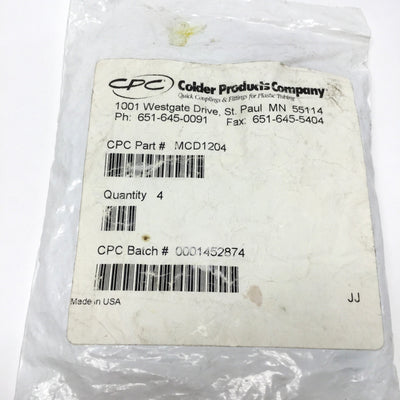 CPC Colder Products Company
Quick Couplings & Fittings for Plastic Tubing
1001 Westgate Drive, St. Paul MN 55114
Ph: 651-645-0091 Fax: 651-645-5404
CPC Part # MCD1204
Quantity 4
CPC Batch # 0001452874
Made in USA JJ